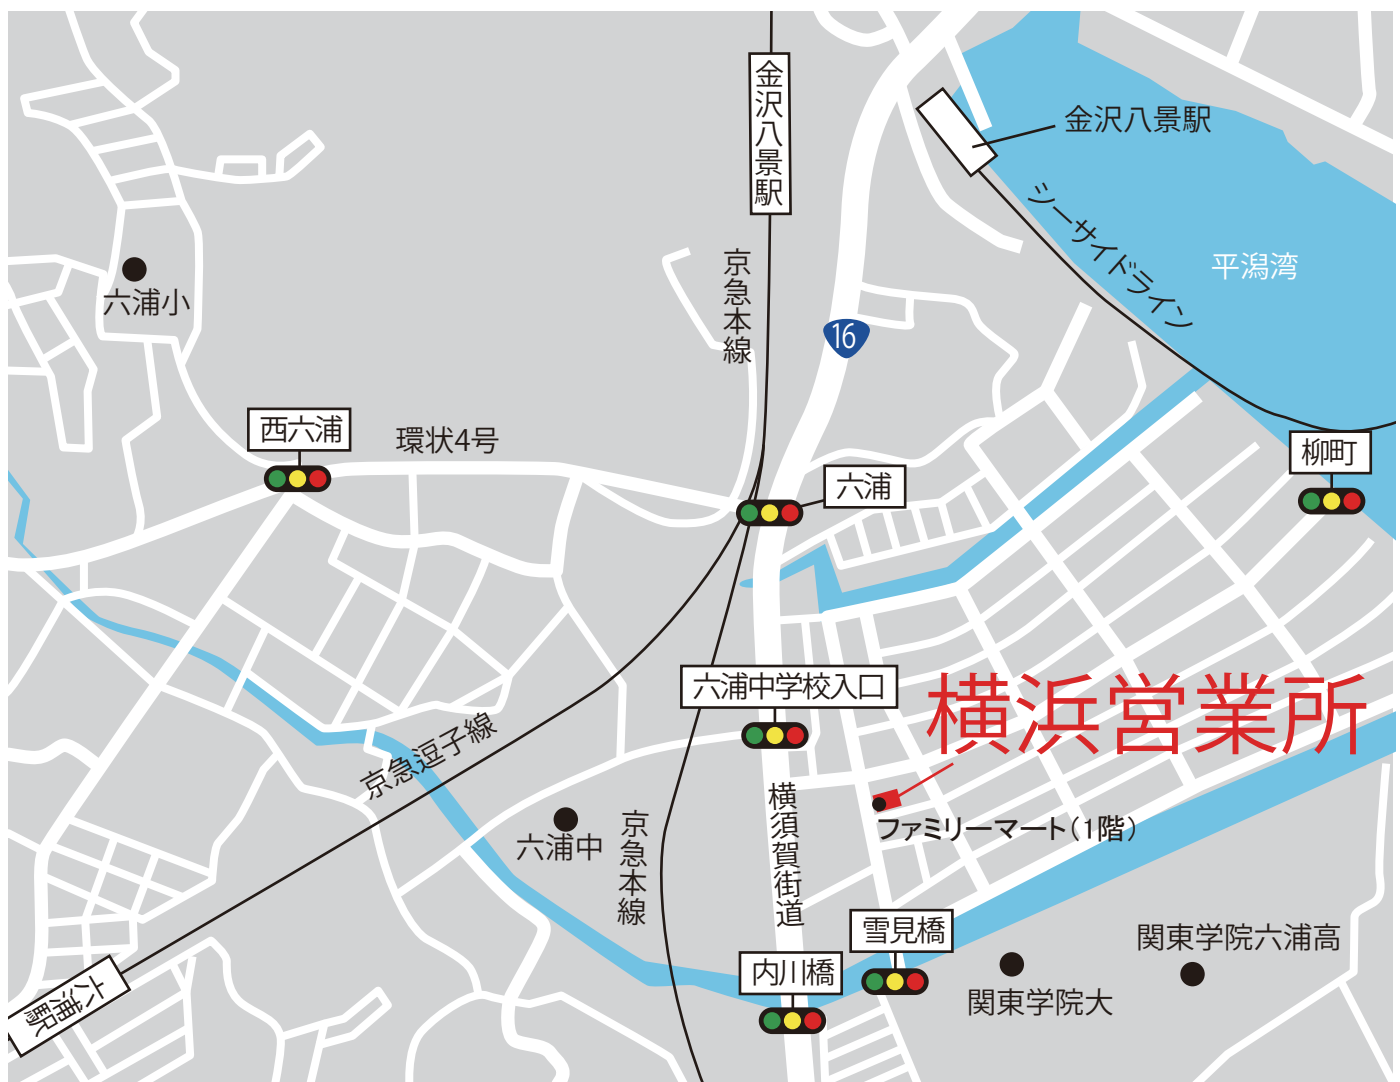 金沢八景駅
金沢八景駅
シーサイドライン
平潟湾
京急本線
六浦小
16
西六浦
環状4号
六浦
柳町
六浦中学校入口
横浜営業所
京急逗子線
六浦中
京急本線
横須賀街道
ファミリーマート(1階)
雪見橋
内川橋
関東学院六浦高
関東学院大
六浦駅